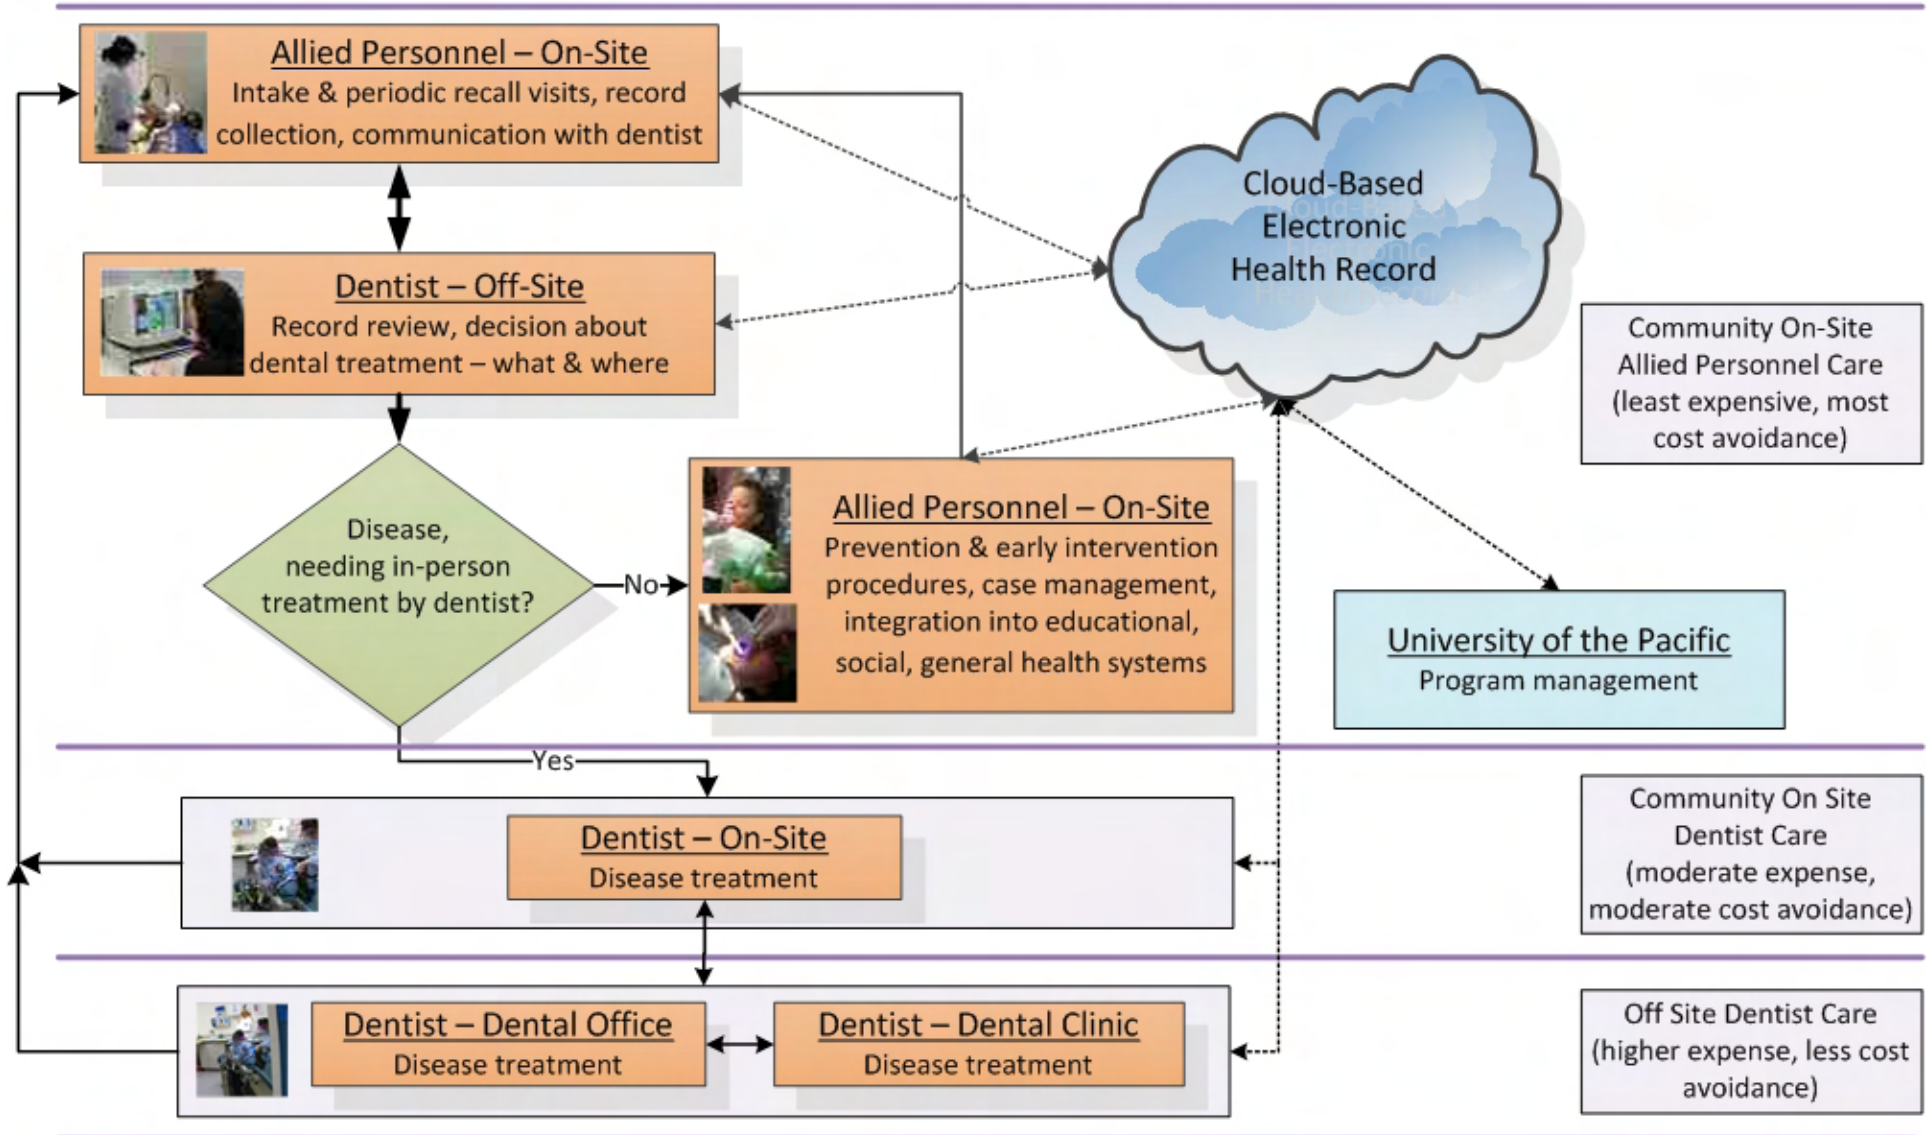 Allied Personnel – On-Site
Intake & periodic recall visits, record
collection, communication with dentist
Cloud-Based
Electronic
Health Record
Dentist – Off-Site
Record review, decision about
dental treatment – what & where
Community On-Site
Allied Personnel Care
(least expensive, most
cost avoidance)
Disease,
needing in-person
treatment by dentist?
No
Allied Personnel – On-Site
Prevention & early intervention
procedures, case management,
integration into educational,
social, general health systems
University of the Pacific
Program management
Yes
Dentist – On-Site
Disease treatment
Community On Site
Dentist Care
(moderate expense,
moderate cost avoidance)
Dentist – Dental Office
Disease treatment
Dentist – Dental Clinic
Disease treatment
Off Site Dentist Care
(higher expense, less cost
avoidance)